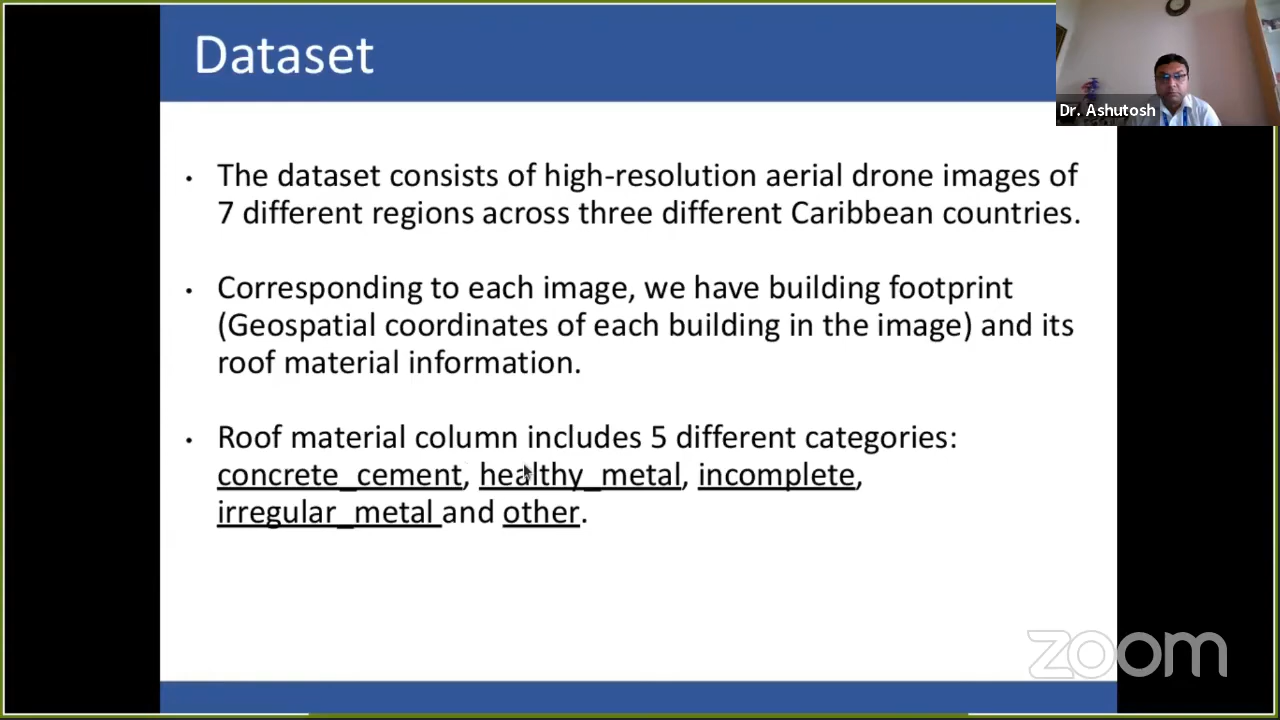 Dataset
Dr. Ashutosh
• The dataset consists of high-resolution aerial drone images of
7 different regions across three different Caribbean countries.
• Corresponding to each image, we have building footprint
(Geospatial coordinates of each building in the image) and its
roof material information.
• Roof material column includes 5 different categories:
concrete_cement, healthy_metal, incomplete,
irregular_metal and other.
zoom